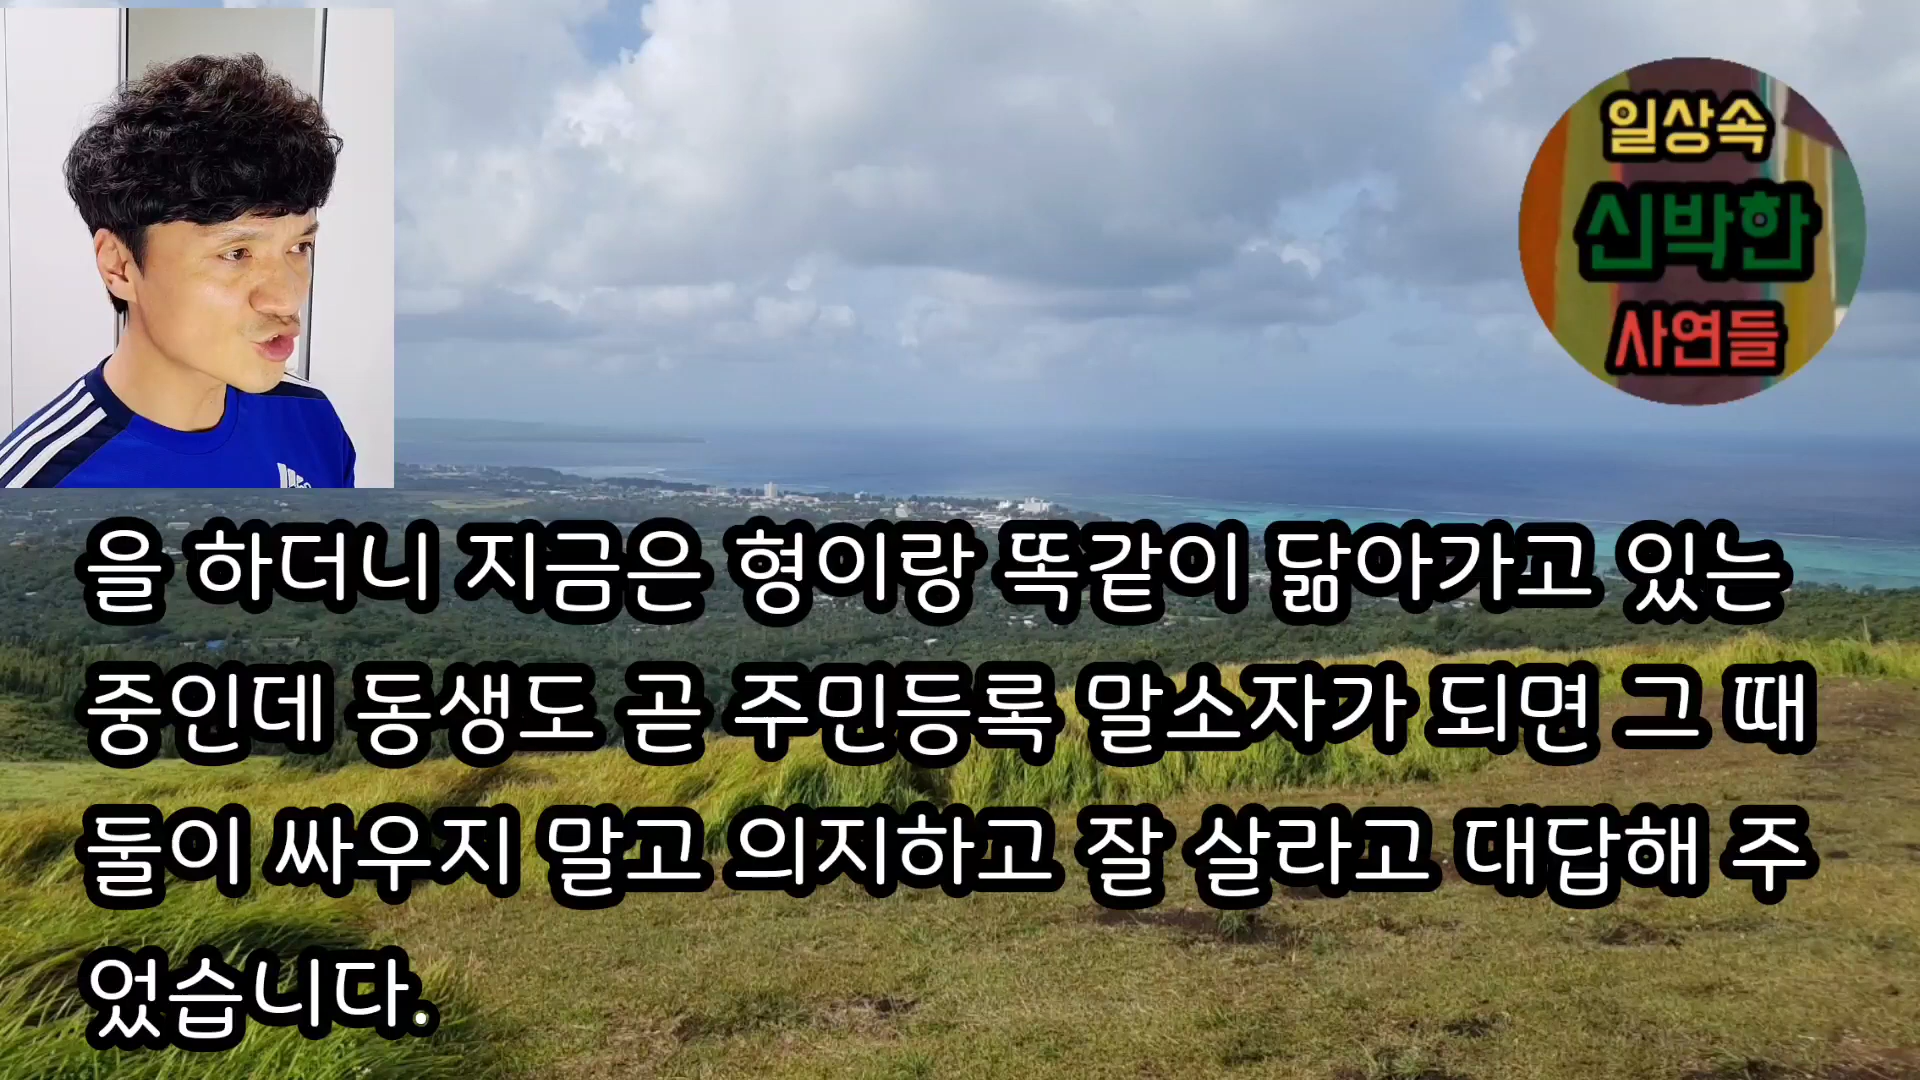 일상속
신박한
사연들
을 하더니 지금은 형이랑 똑같이 닮아가고 있는
중인데 동생도 곧 주민등록 말소자가 되면 그 때
둘이 싸우지 말고 의지하고 잘 살라고 대답해 주
었습니다.